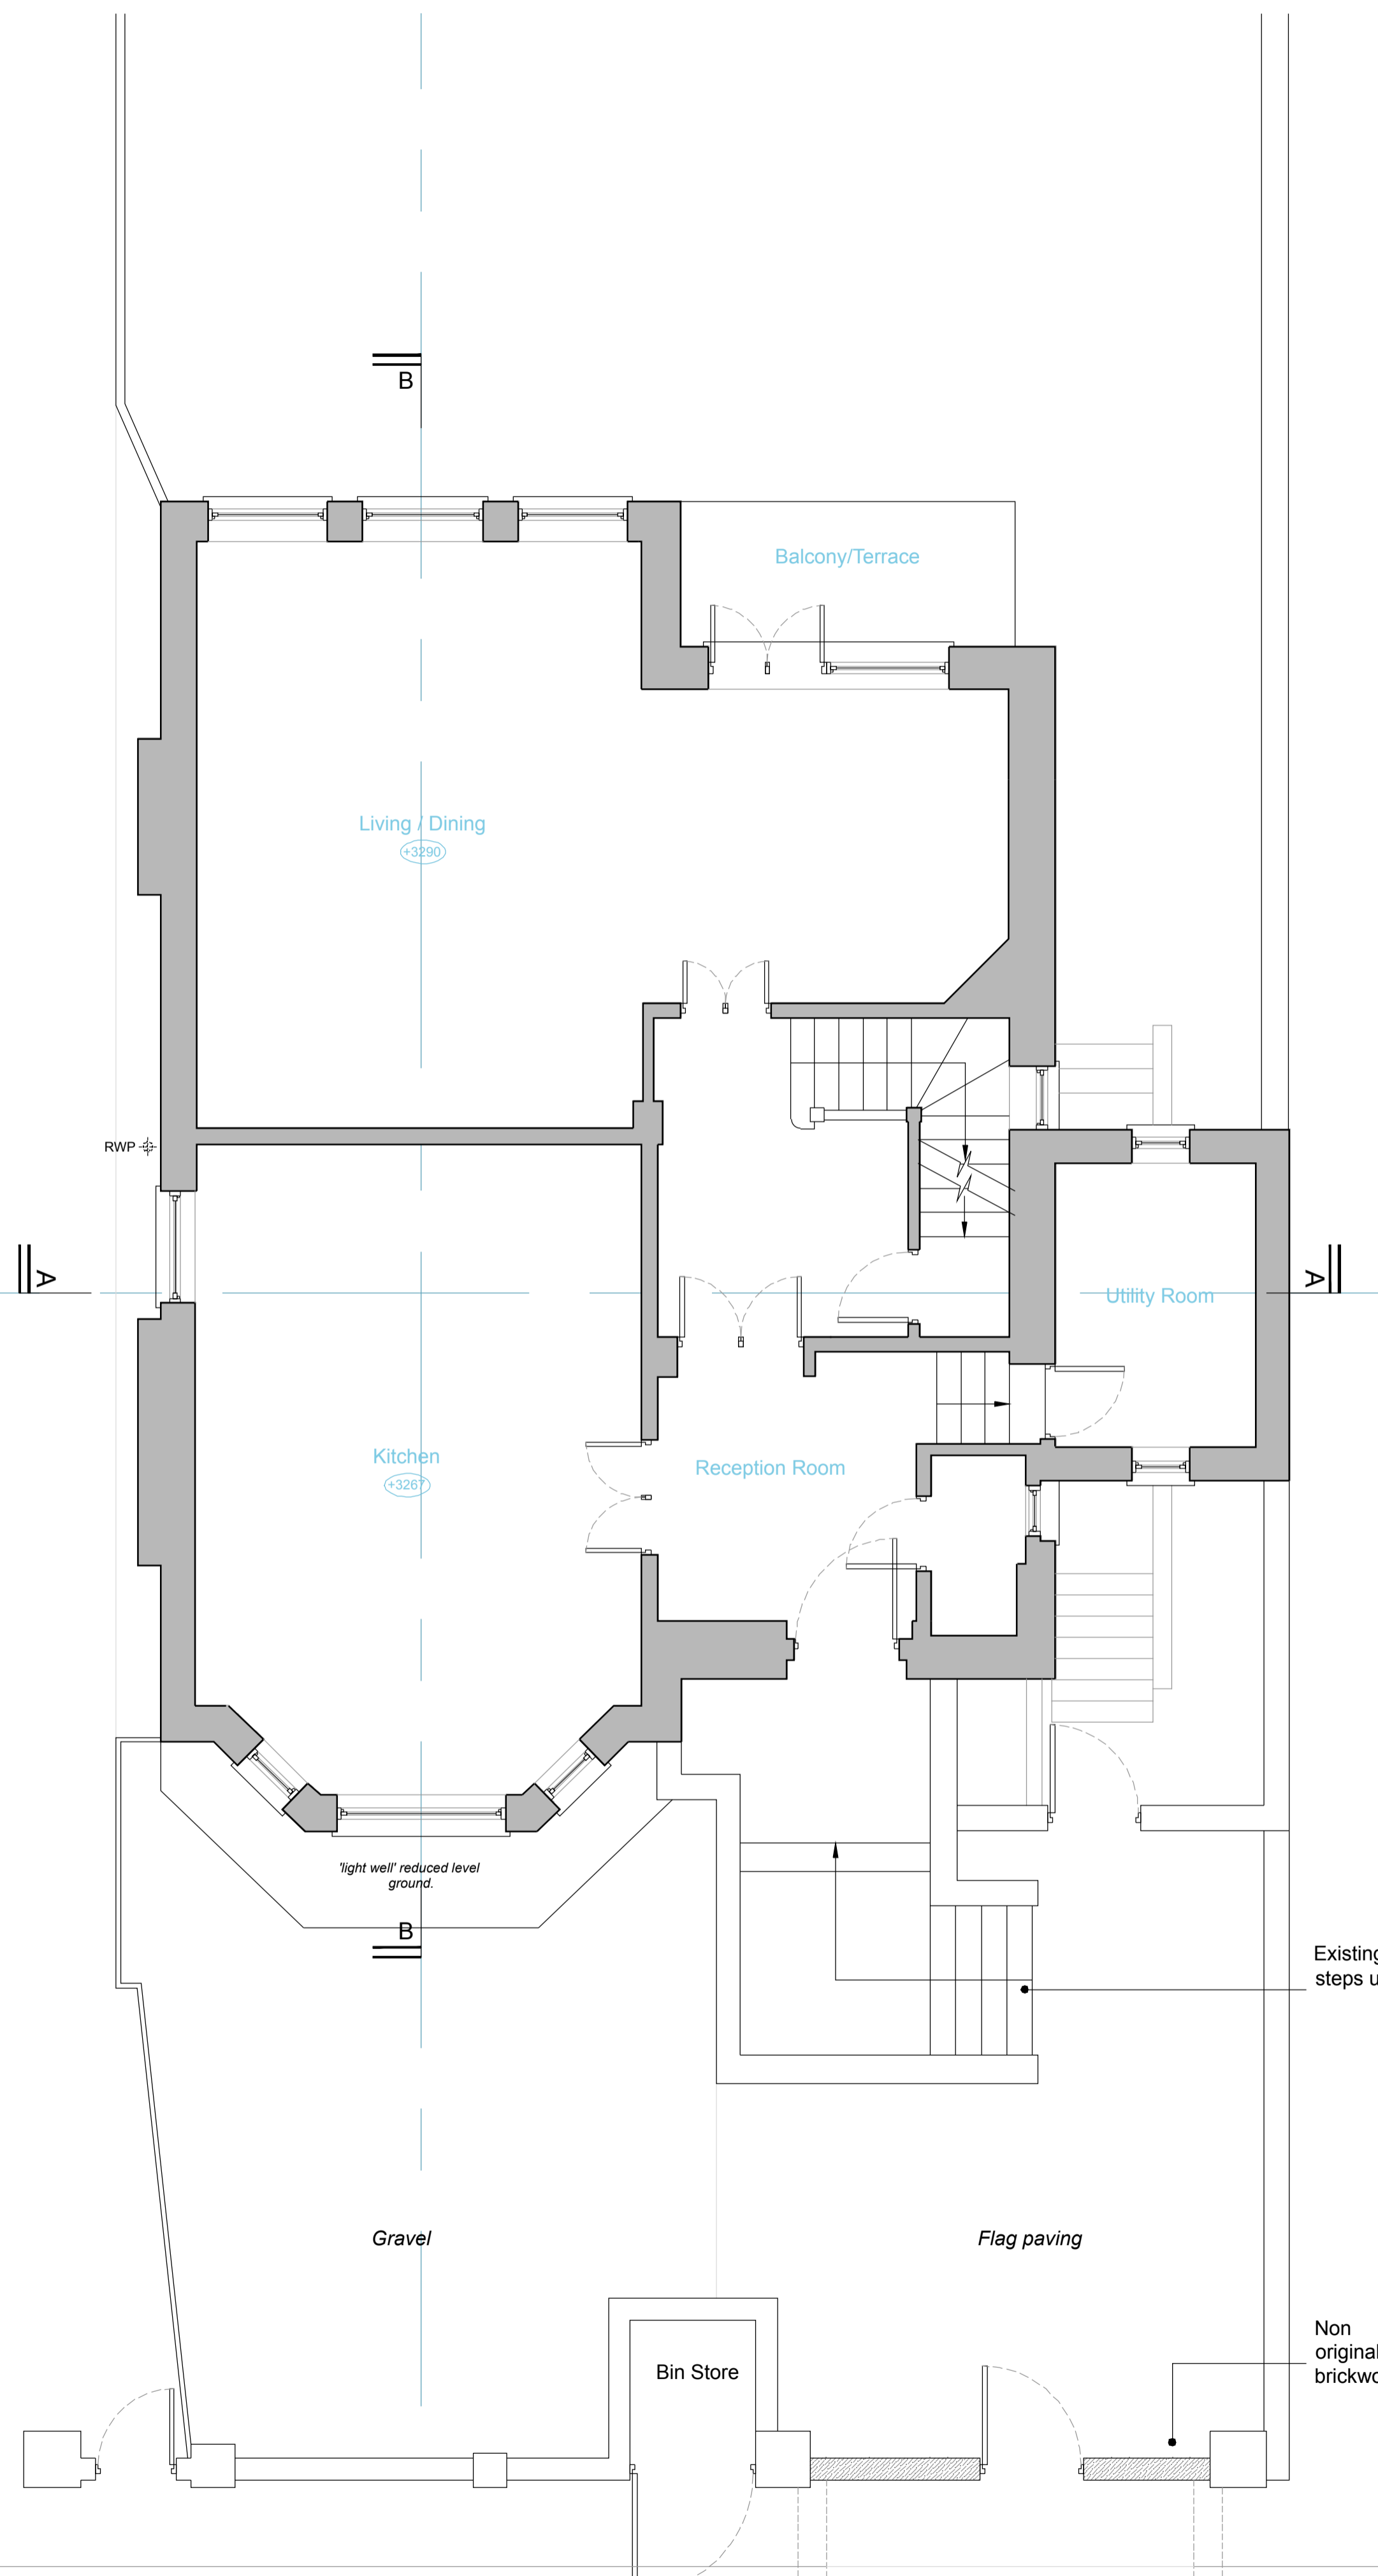 B
Balcony/Terrace
Living / Dining
+3290
RWP
A
A
Utility Room
Kitchen
+3267
Reception Room
'light well' reduced level
ground.
B
Existing
steps u
Gravel
Flag paving
Non
original
brickwo
Bin Store